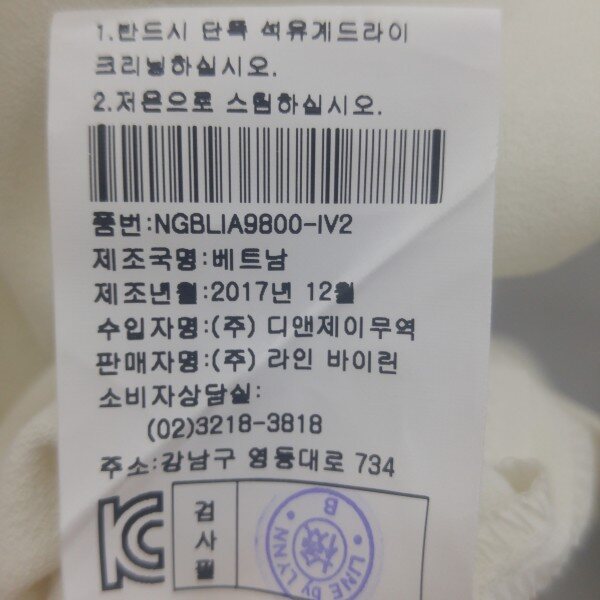 1.반드시 단독 석유계드라이
크리닝하십시오.
2.저온으로 스팀하십시오.
품번:NGBLIA9800-IV2
제조국명:베트남
제조년월:2017년 12월
수입자명:(주) 디앤제이무역
판매자명:(주) 라인 바이린
소비자상담실:
(02)3218-3818
주소:강남구 영동대로 734
검사필
B
LINE by LYNN